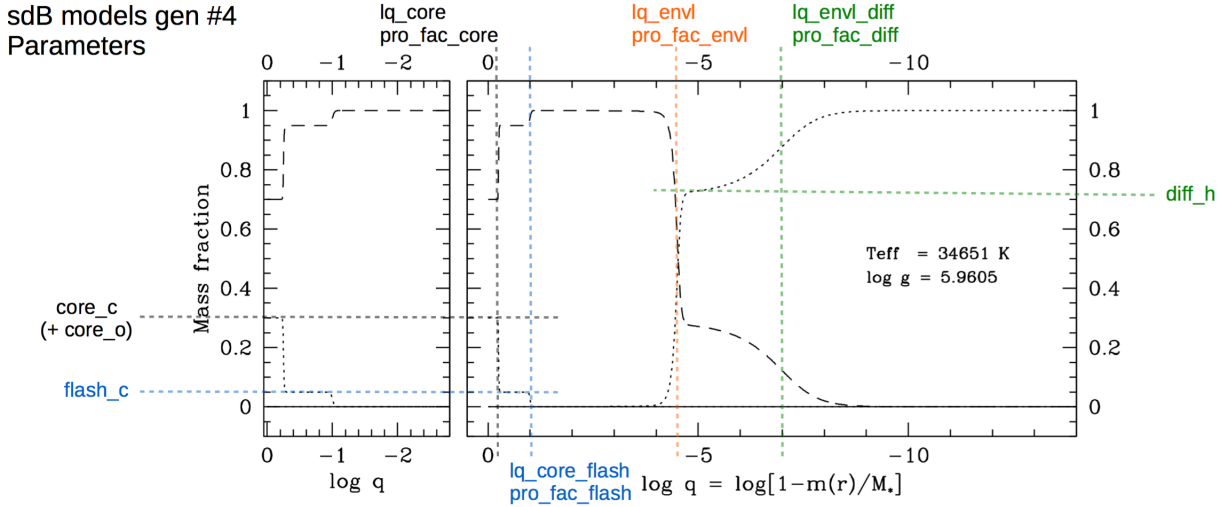 sdB models gen #4
Parameters
lq_core
pro_fac_core
lq_envl
pro_fac_envl
lq_envl_diff
pro_fac_diff
0 −1 −2
0 −5 −10
1
0.8
0.6
0.4
0.2
0
Mass fraction
1
0.8
0.6
0.4
0.2
0
diff_h
Teff = 34651 K
log g = 5.9605
core_c
(+ core_o)
flash_c
0 −1 −2
0 −5 −10
log q
lq_core_flash
pro_fac_flash
log q = log[1−m(r)/M*]